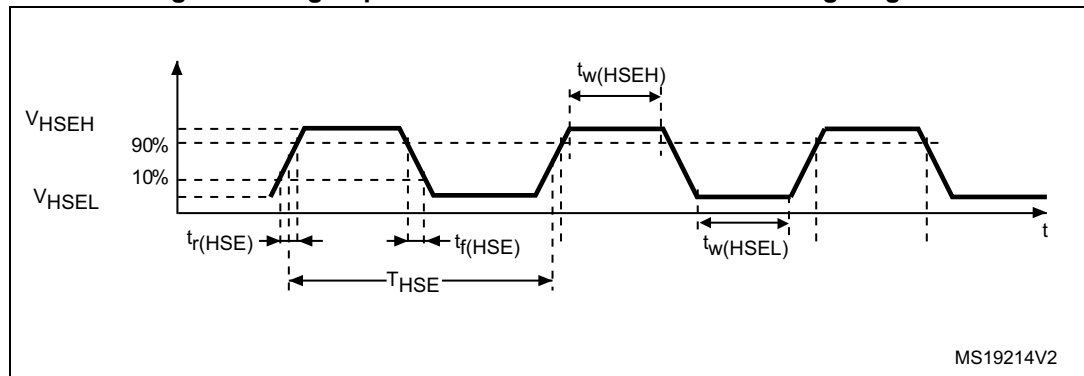 tw(HSEH)
VHSEH
90%
10%
VHSEL
tr(HSE)
tf(HSE)
tw(HSEL)
t
THSE
MS19214V2